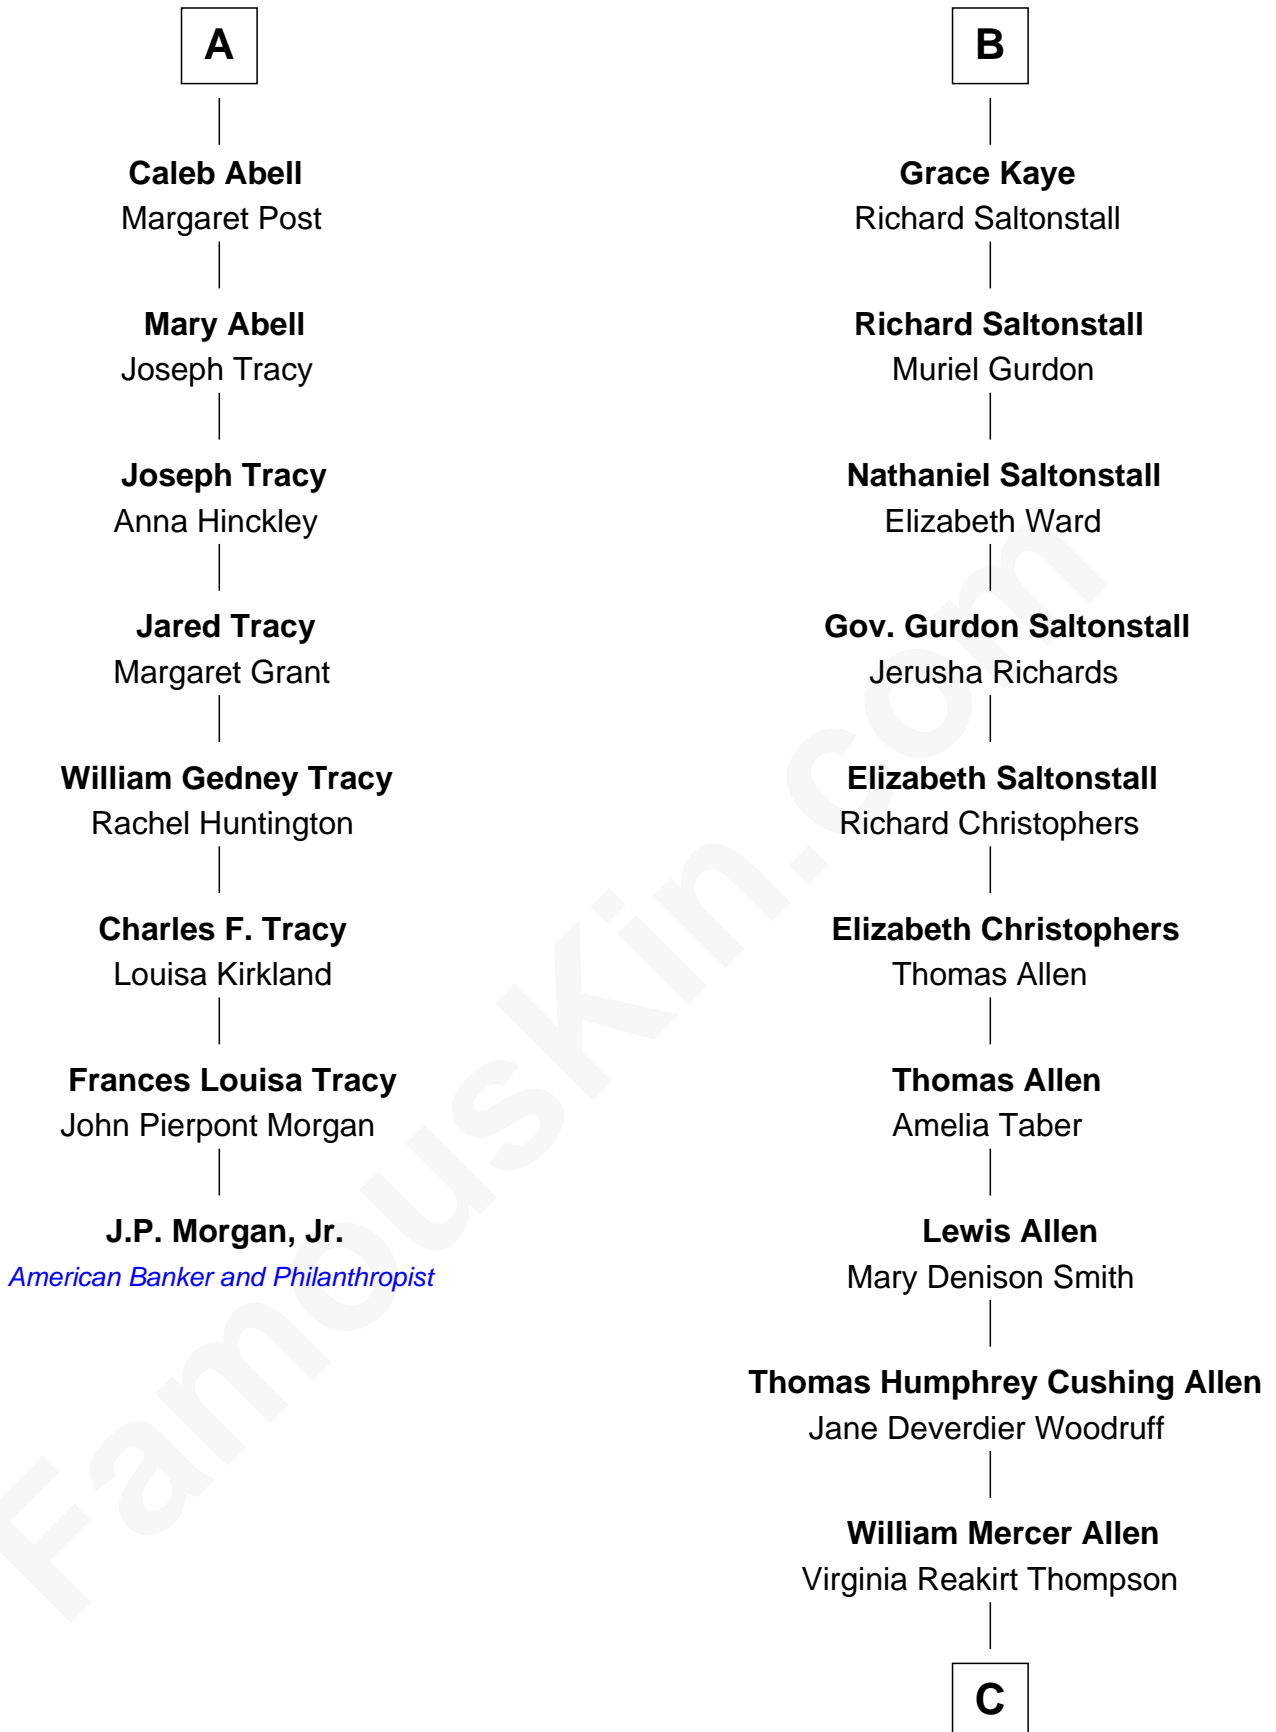 A
Caleb Abell
Margaret Post
Mary Abell
Joseph Tracy
Joseph Tracy
Anna Hinckley
Jared Tracy
Margaret Grant
William Gedney Tracy
Rachel Huntington
Charles F. Tracy
Louisa Kirkland
Frances Louisa Tracy
John Pierpont Morgan
J.P. Morgan, Jr.
American Banker and Philanthropist
B
Grace Kaye
Richard Saltonstall
Richard Saltonstall
Muriel Gurdon
Nathaniel Saltonstall
Elizabeth Ward
Gov. Gurdon Saltonstall
Jerusha Richards
Elizabeth Saltonstall
Richard Christophers
Elizabeth Christophers
Thomas Allen
Thomas Allen
Amelia Taber
Lewis Allen
Mary Denison Smith
Thomas Humphrey Cushing Allen
Jane Deverdier Woodruff
William Mercer Allen
Virginia Reakirt Thompson
C
FamousKin.com